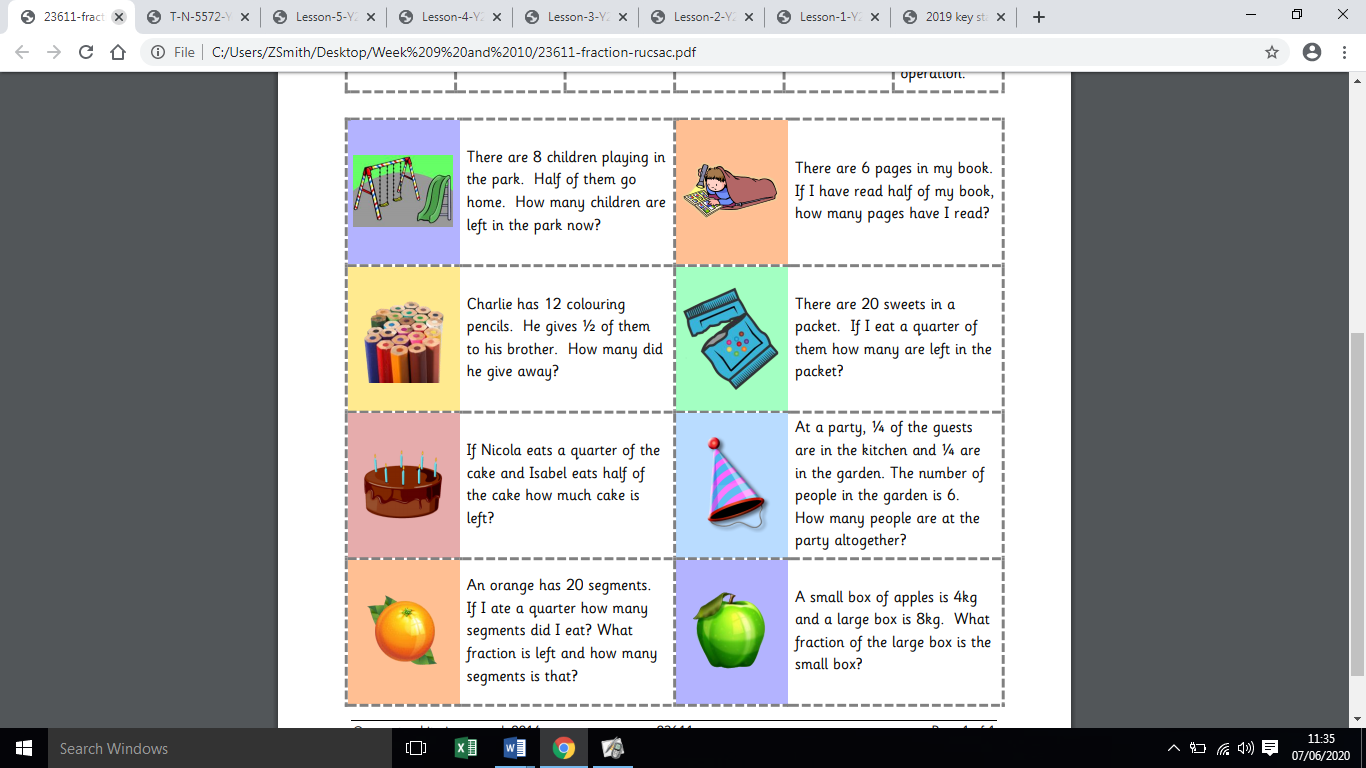 23611-fract
T-N-5572-Y
Lesson-5-Y2
Lesson-4-Y2
Lesson-3-Y2
Lesson-2-Y2
Lesson-1-Y2
2019 key sta
File
C:/Users/ZSmith/Desktop/Week%209%20and%2010/23611-fraction-rucsac.pdf
operation.
There are 8 children playing in
the park. Half of them go
home. How many children are
left in the park now?
There are 6 pages in my book.
If I have read half of my book,
how many pages have I read?
Charlie has 12 colouring
pencils. He gives ½ of them
to his brother. How many did
he give away?
There are 20 sweets in a
packet. If I eat a quarter of
them how many are left in the
packet?
If Nicola eats a quarter of the
cake and Isabel eats half of
the cake how much cake is
left?
At a party, ¼ of the guests
are in the kitchen and ¼ are
in the garden. The number of
people in the garden is 6.
How many people are at the
party altogether?
An orange has 20 segments.
If I ate a quarter how many
segments did I eat? What
fraction is left and how many
segments is that?
A small box of apples is 4kg
and a large box is 8kg. What
fraction of the large box is the
small box?
Search Windows
11:35
07/06/2020